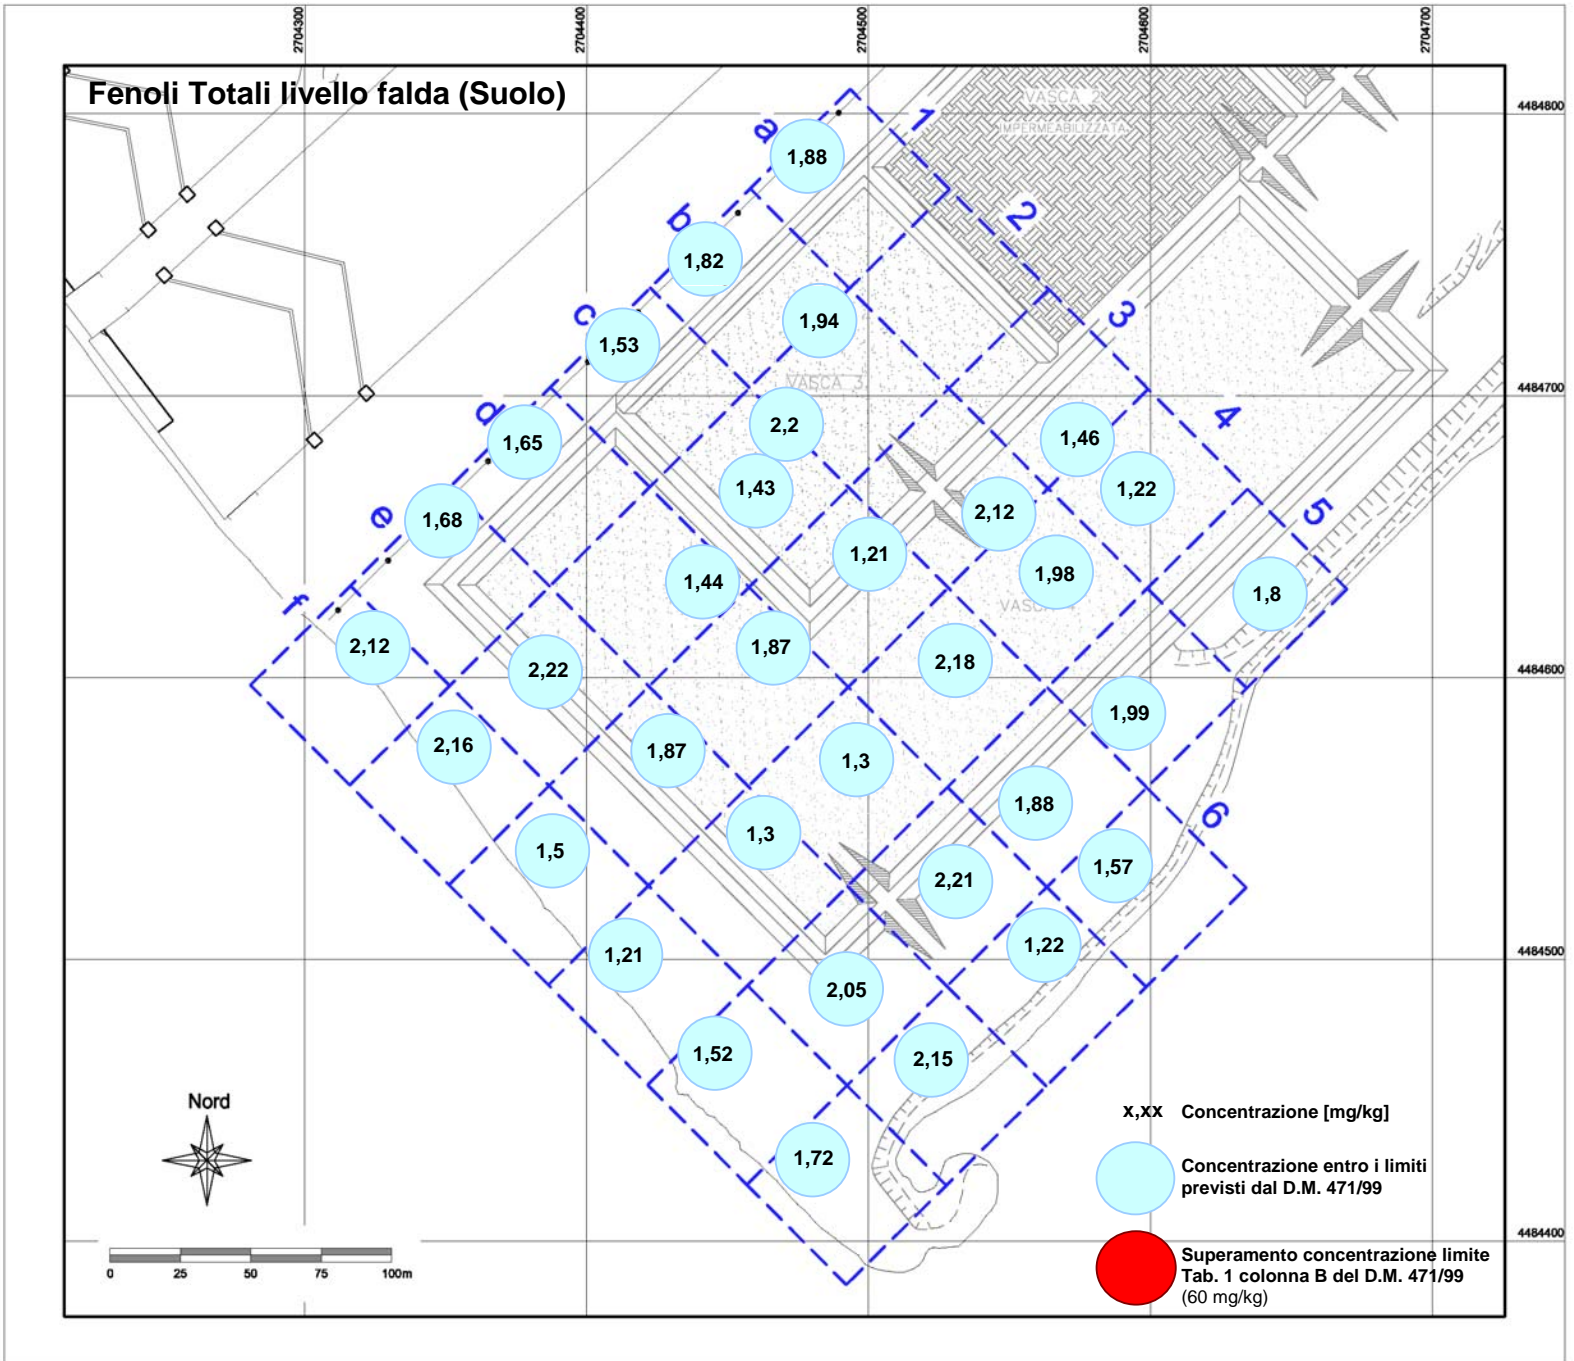 2704300
2704400
2704500
2704600
2704700
Fenoli Totali livello falda (Suolo)
VASCA 2
IMPERMEABILIZZATA
4484800
a
1
1,88
b
2
1,82
c
1,94
3
1,53
VASCA 3
4484700
d
2,2
1,46
4
1,65
1,43
1,22
e
1,68
2,12
5
1,21
1,44
1,98
1,8
f
VASCA 4
2,12
1,87
2,18
2,22
4484600
1,99
2,16
1,87
1,3
1,88
6
1,3
1,5
1,57
2,21
1,22
1,21
4484500
2,05
1,52
2,15
1,72
Nord
0 25 50 75 100m
x,xx Concentrazione [mg/kg]
Concentrazione entro i limiti
previsti dal D.M. 471/99
4484400
Superamento concentrazione limite
Tab. 1 colonna B del D.M. 471/99
(60 mg/kg)